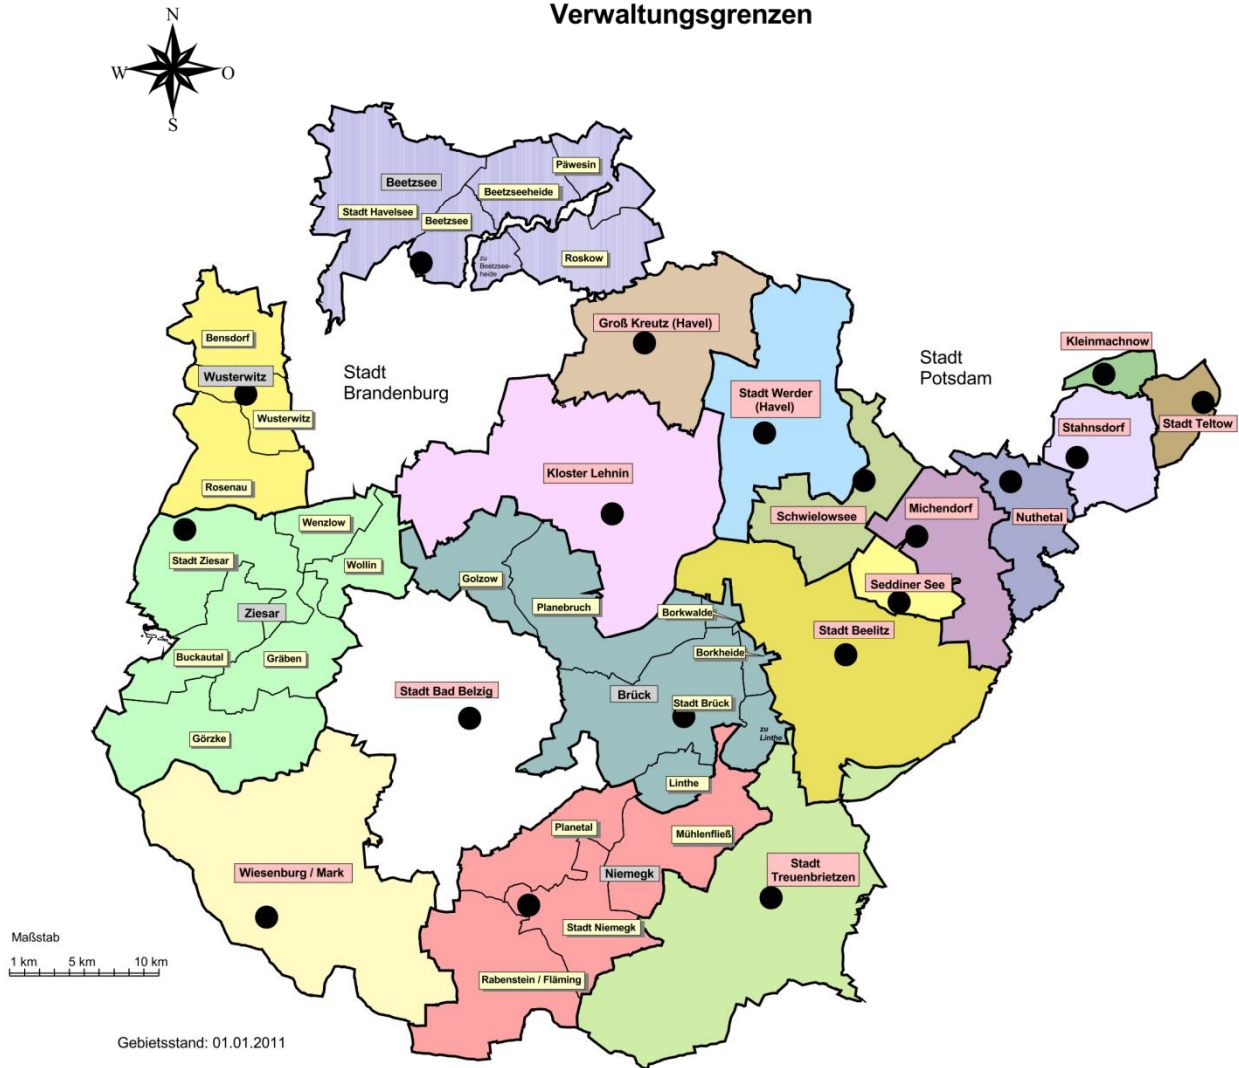 Verwaltungsgrenzen
N
W
O
S
Päwesin
Beetzsee
Beetzseeheide
Stadt Havelsee
Beetzsee
zu
Beetzsee-
heide
Roskow
Groß Kreutz (Havel)
Bensdorf
Wusterwitz
Wusterwitz
Rosenau
Stadt
Brandenburg
Stadt
Potsdam
Kleinmachnow
Stadt Teltow
Stahnsdorf
Stadt Werder
(Havel)
Kloster Lehnin
Schwielowsee
Michendorf
Nuthetal
Seddiner See
Wenzlow
Wollin
Stadt Ziesar
Ziesar
Buckautal
Gräben
Görzke
Golzow
Planebruch
Borkwalde
Borkheide
Stadt Beelitz
Stadt Bad Belzig
Brück
Stadt Brück
zu
Linthe
Linthe
Planetal
Mühlenfließ
Wiesenburg / Mark
Niemegk
Stadt
Treuenbrietzen
Stadt Niemegk
Rabenstein / Fläming
Maßstab
1 km 5 km 10 km
Gebietsstand: 01.01.2011